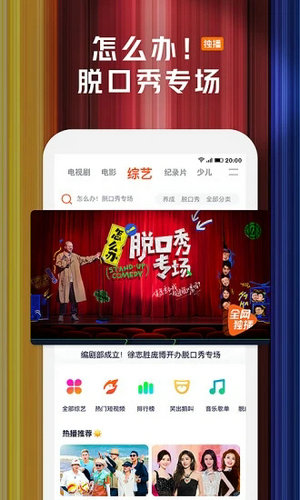 怎么办！
独播
脱口秀专场
20:00
电视剧 电影 综艺 纪录片 少儿
怎么办！脱口秀专场 养成 脱口秀 全部分类
怎么办
脱口秀
专场
STAND-UP
COMEDY
全网
独播
编剧部成立！徐志胜庞博开办脱口秀专场
全部综艺 热门短视频 排行榜 笑出腹肌 音乐歌单
热播推荐